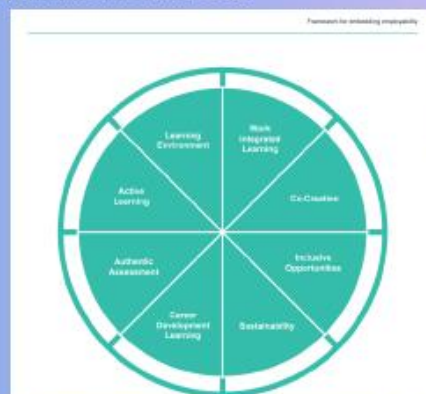 Framework for embedding employability
Learning
Environment
Work
Integrated
Learning
Active
Learning
Co-Creation
Authentic
Assessment
Inclusive
Opportunities
Career
Development
Learning
Sustainability